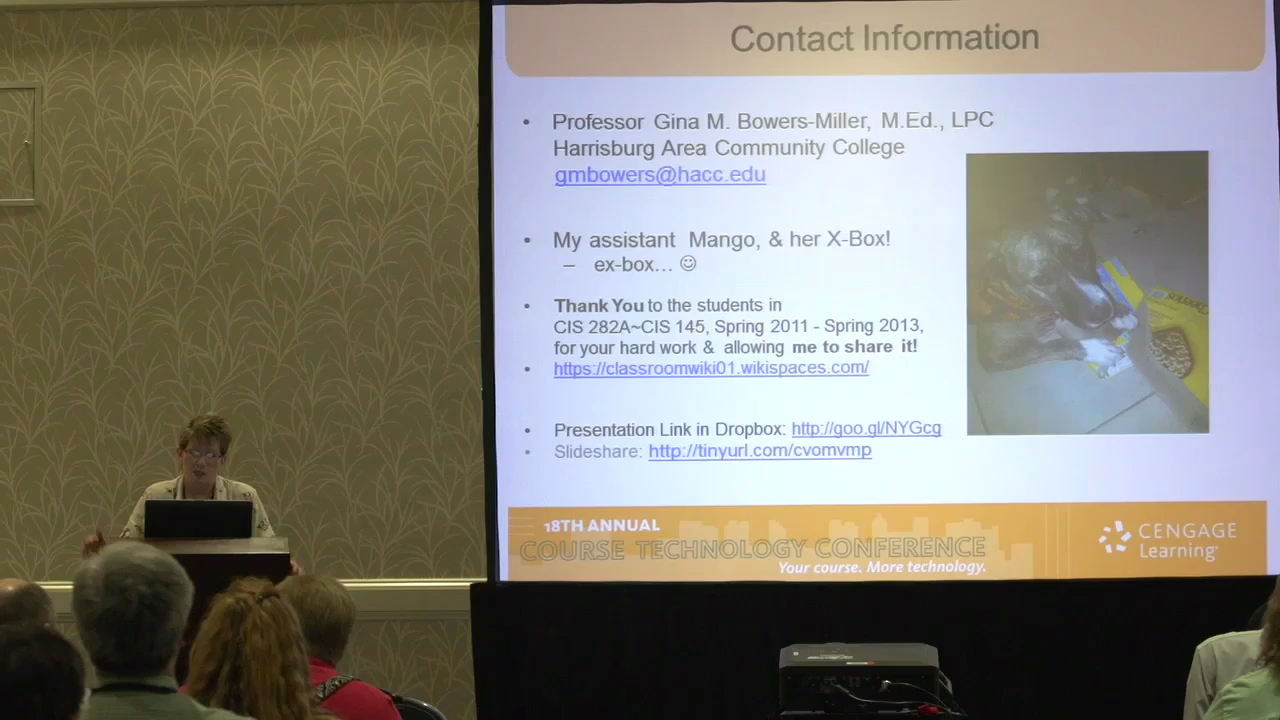 Contact Information
• Professor Gina M. Bowers-Miller, M.Ed., LPC
Harrisburg Area Community College
gmbowers@hacc.edu
• My assistant Mango, & her X-Box!
– ex-box… ☺
• Thank You to the students in
CIS 282A~CIS 145, Spring 2011 - Spring 2013,
for your hard work & allowing me to share it!
• https://classroomwiki01.wikispaces.com/
• Presentation Link in Dropbox: http://goo.gl/NYGcg
• Slideshare: http://tinyurl.com/cvomvmp
18TH ANNUAL
COURSE TECHNOLOGY CONFERENCE
Your course. More technology.
CENGAGE
Learning